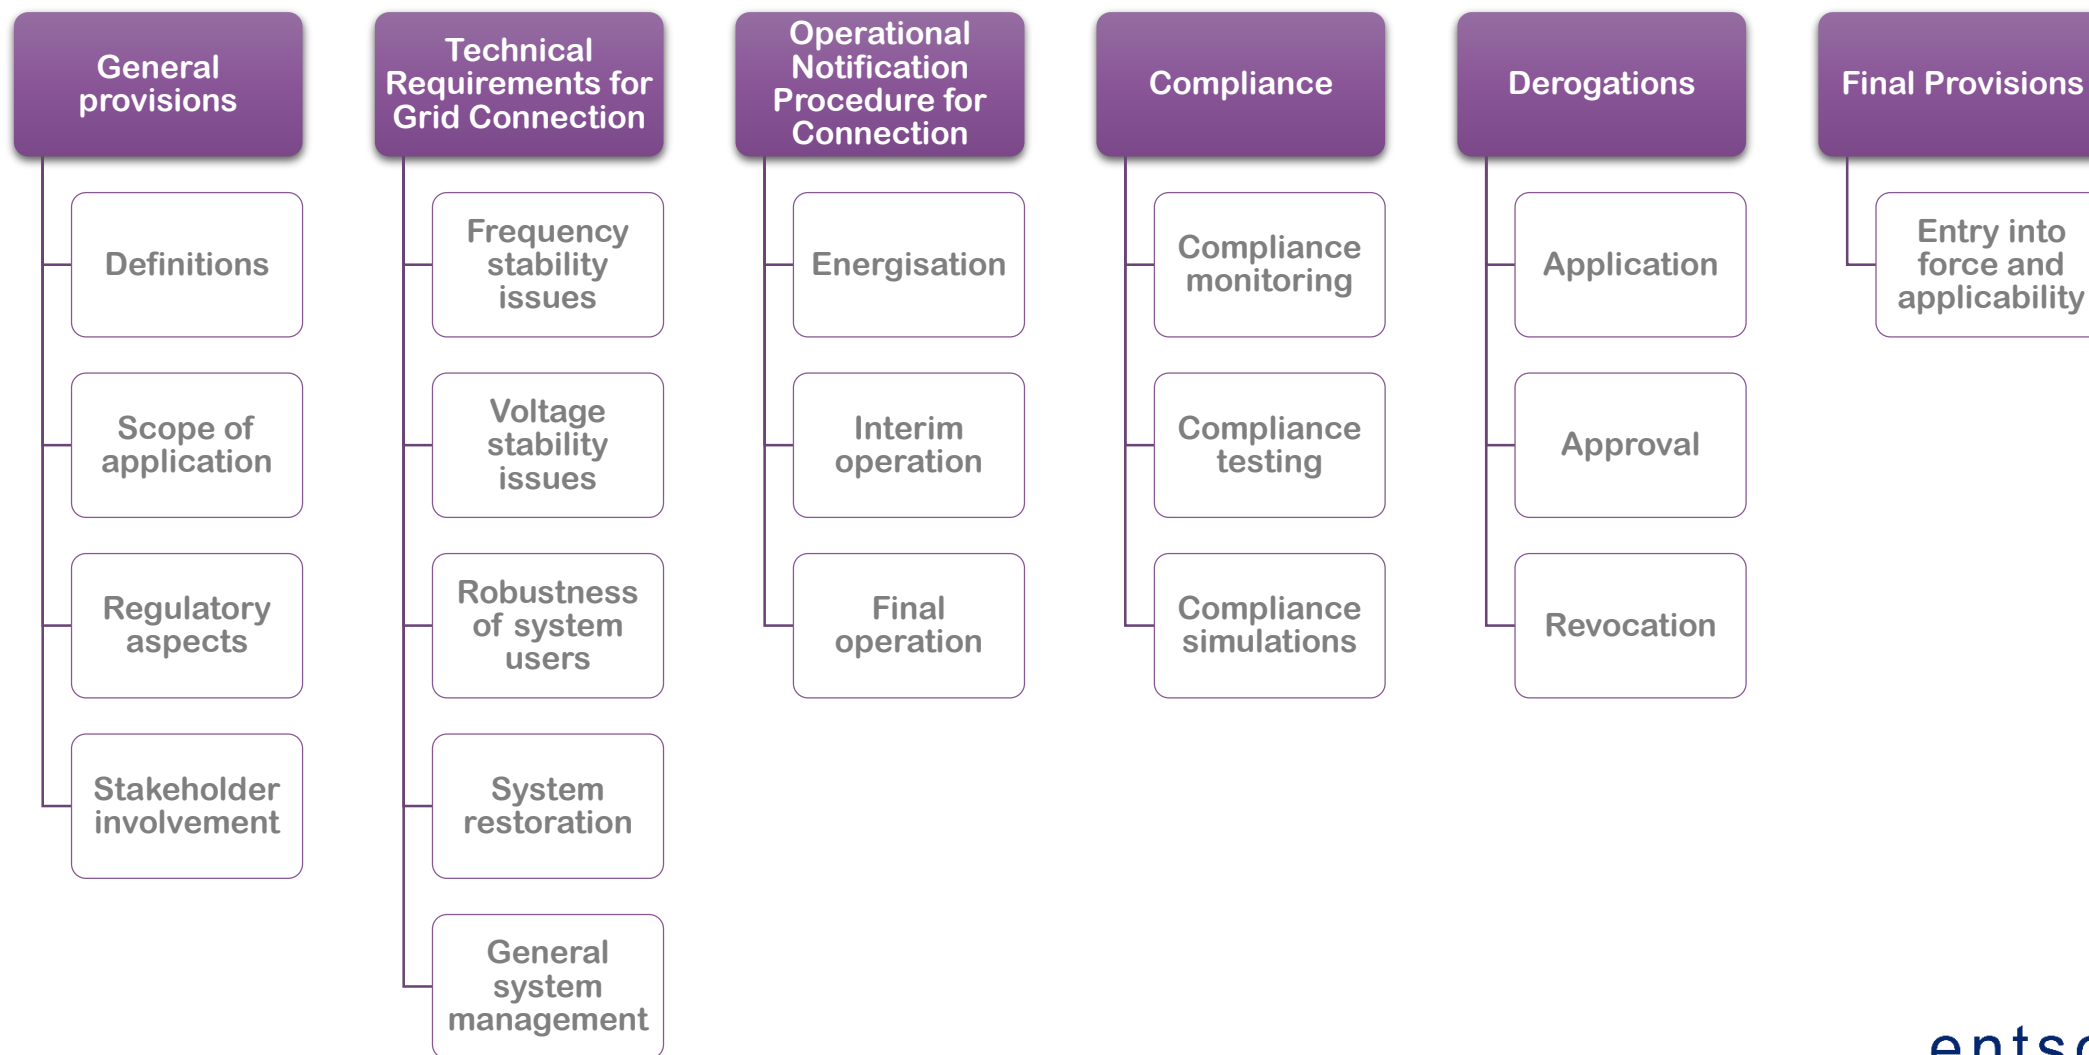 General
provisions
Definitions
Scope of
application
Regulatory
aspects
Stakeholder
involvement
Technical
Requirements for
Grid Connection
Frequency
stability
issues
Voltage
stability
issues
Robustness
of system
users
System
restoration
General
system
management
Operational
Notification
Procedure for
Connection
Energisation
Interim
operation
Final
operation
Compliance
Compliance
monitoring
Compliance
testing
Compliance
simulations
Derogations
Application
Approval
Revocation
Final Provisions
Entry into
force and
applicability